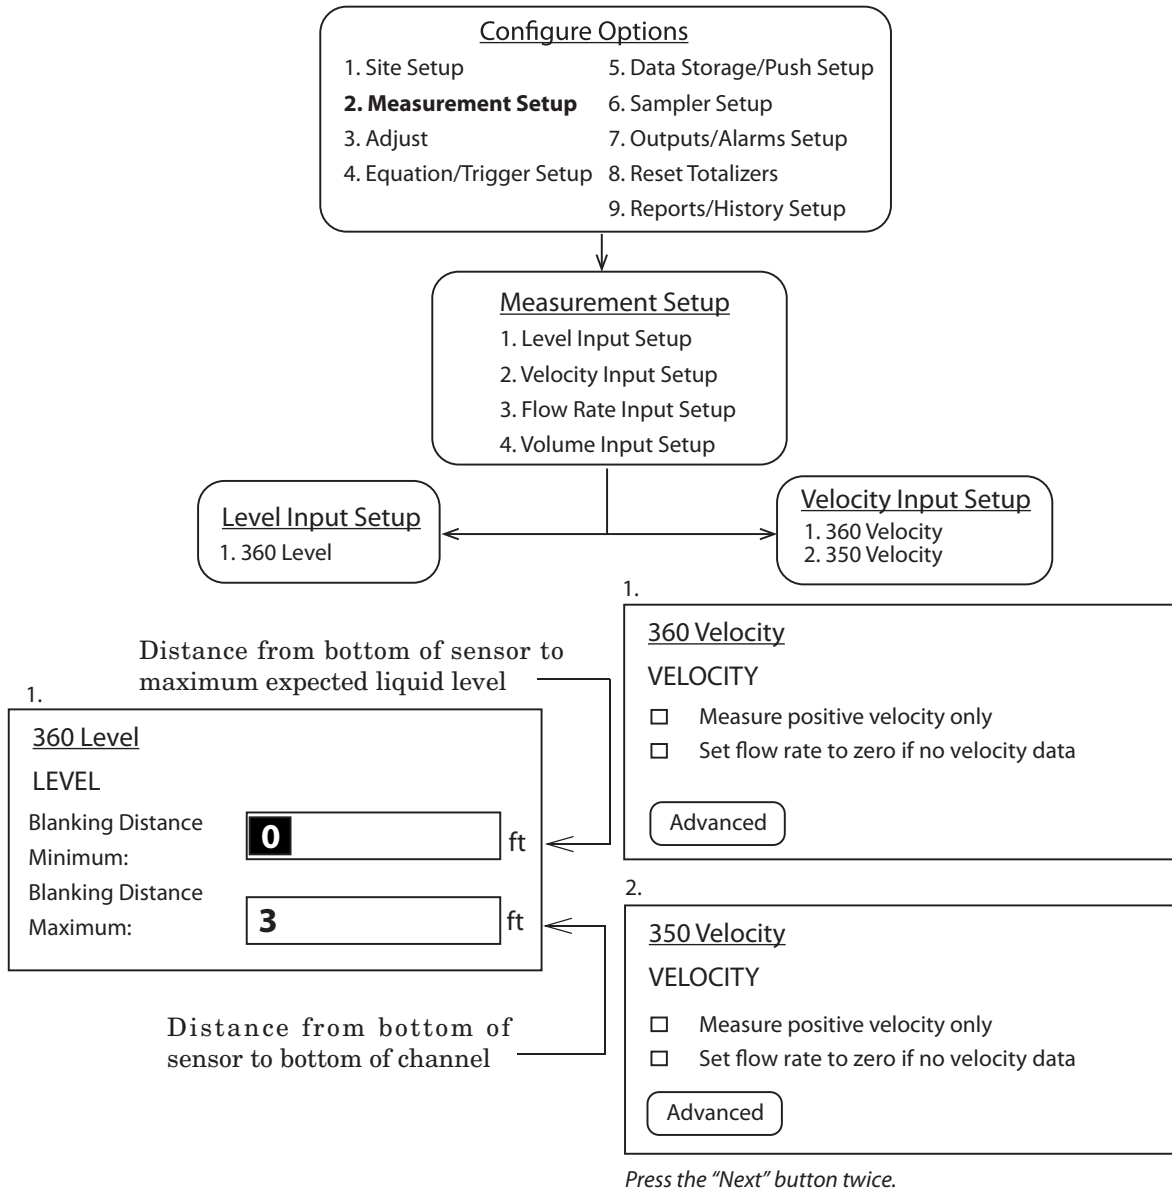 Configure Options
1. Site Setup
2. Measurement Setup
3. Adjust
4. Equation/Trigger Setup
5. Data Storage/Push Setup
6. Sampler Setup
7. Outputs/Alarms Setup
8. Reset Totalizers
9. Reports/History Setup
Measurement Setup
1. Level Input Setup
2. Velocity Input Setup
3. Flow Rate Input Setup
4. Volume Input Setup
Level Input Setup
1. 360 Level
Velocity Input Setup
1. 360 Velocity
2. 350 Velocity
Distance from bottom of sensor to
maximum expected liquid level
1.
360 Level
LEVEL
Blanking Distance
Minimum:
0
ft
Blanking Distance
Maximum:
3
ft
Distance from bottom of
sensor to bottom of channel
1.
360 Velocity
VELOCITY
Measure positive velocity only
Set flow rate to zero if no velocity data
Advanced
2.
350 Velocity
VELOCITY
Measure positive velocity only
Set flow rate to zero if no velocity data
Advanced
Press the “Next” button twice.